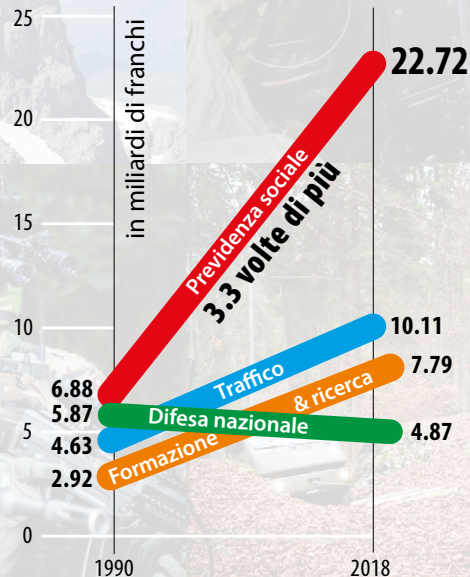 25
20
15
10
5
0
in miliardi di franchi
22.72
Previdenza sociale
3.3 volte di più
10.11
7.79
6.88
5.87
4.63
2.92
Traffico
Difesa nazionale
Formazione & ricerca
4.87
1990 2018